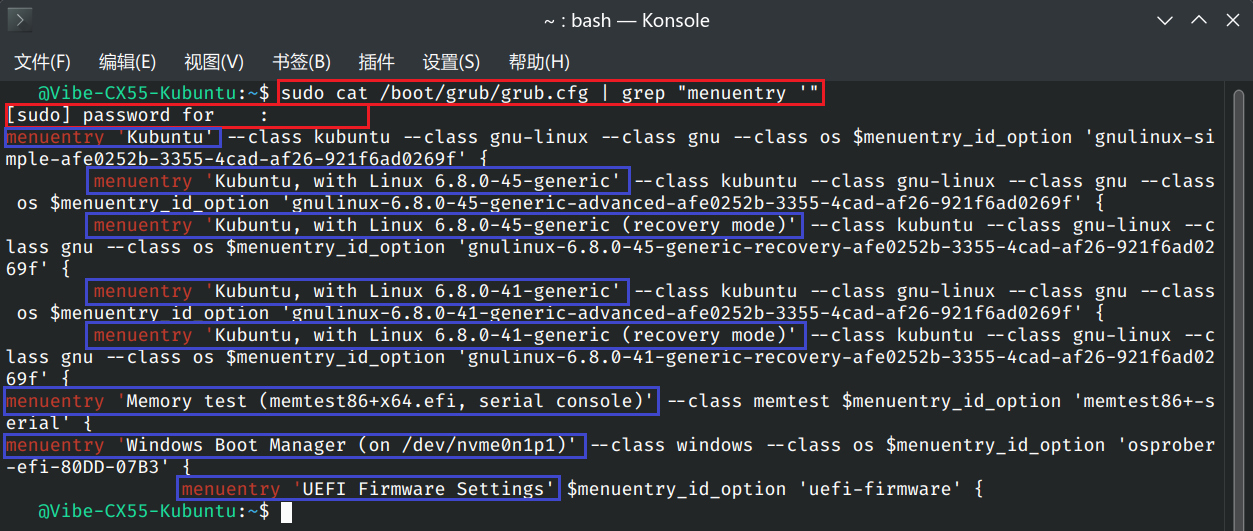 ~ : bash — Konsole
文件(F) 编辑(E) 视图(V) 书签(B) 插件 设置(S) 帮助(H)
@Vibe-CX55-Kubuntu:~$ sudo cat /boot/grub/grub.cfg | grep "menuentry '"
[sudo] password for :
menuentry 'Kubuntu' --class kubuntu --class gnu-linux --class gnu --class os $menuentry_id_option 'gnulinux-si
mple-afe0252b-3355-4cad-af26-921f6ad0269f' {
menuentry 'Kubuntu, with Linux 6.8.0-45-generic' --class kubuntu --class gnu-linux --class gnu --class
os $menuentry_id_option 'gnulinux-6.8.0-45-generic-advanced-afe0252b-3355-4cad-af26-921f6ad0269f' {
menuentry 'Kubuntu, with Linux 6.8.0-45-generic (recovery mode)' --class kubuntu --class gnu-linux --c
lass gnu --class os $menuentry_id_option 'gnulinux-6.8.0-45-generic-recovery-afe0252b-3355-4cad-af26-921f6ad02
69f' {
menuentry 'Kubuntu, with Linux 6.8.0-41-generic' --class kubuntu --class gnu-linux --class gnu --class
os $menuentry_id_option 'gnulinux-6.8.0-41-generic-advanced-afe0252b-3355-4cad-af26-921f6ad0269f' {
menuentry 'Kubuntu, with Linux 6.8.0-41-generic (recovery mode)' --class kubuntu --class gnu-linux --c
lass gnu --class os $menuentry_id_option 'gnulinux-6.8.0-41-generic-recovery-afe0252b-3355-4cad-af26-921f6ad02
69f' {
menuentry 'Memory test (memtest86+x64.efi, serial console)' --class memtest $menuentry_id_option 'memtest86+-s
erial' {
menuentry 'Windows Boot Manager (on /dev/nvme0n1p1)' --class windows --class os $menuentry_id_option 'osprober
-efi-80DD-07B3' {
menuentry 'UEFI Firmware Settings' $menuentry_id_option 'uefi-firmware' {
@Vibe-CX55-Kubuntu:~$